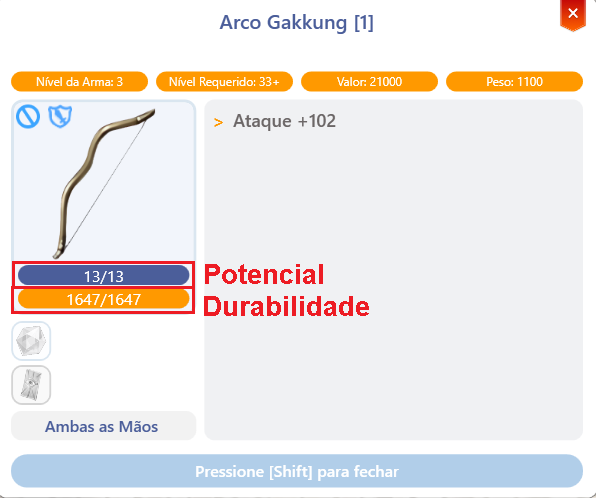 Arco Gakkung [1]
Nível da Arma: 3
Nível Requerido: 33+
Valor: 21000
Peso: 1100
> Ataque +102
13/13
Potencial
1647/1647
Durabilidade
Ambas as Mãos
Pressione [Shift] para fechar